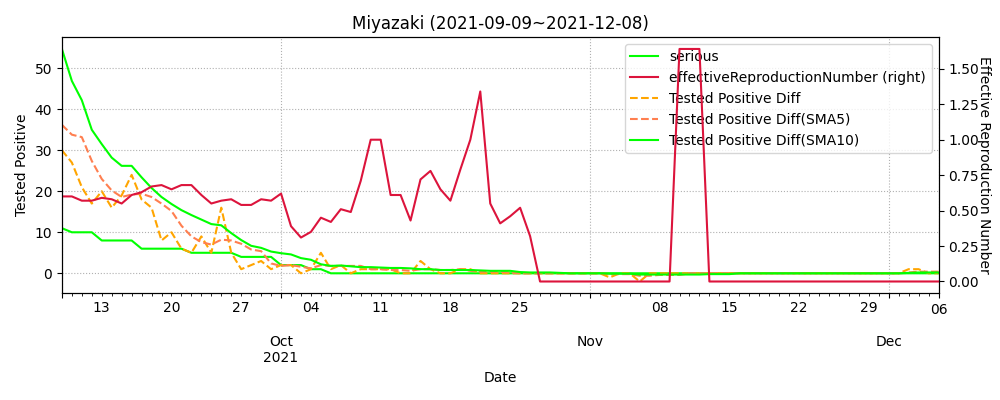 Miyazaki (2021-09-09~2021-12-08)
serious
effectiveReproductionNumber (right)
Tested Positive Diff
Tested Positive Diff(SMA5)
Tested Positive Diff(SMA10)
Tested Positive
50
40
30
20
10
0
1.50
1.25
1.00
0.75
0.50
0.25
0.00
Effective Reproduction Number
13 20 27 04 11 18 25 08 15 22 29 06
Oct Nov Dec
2021
Date